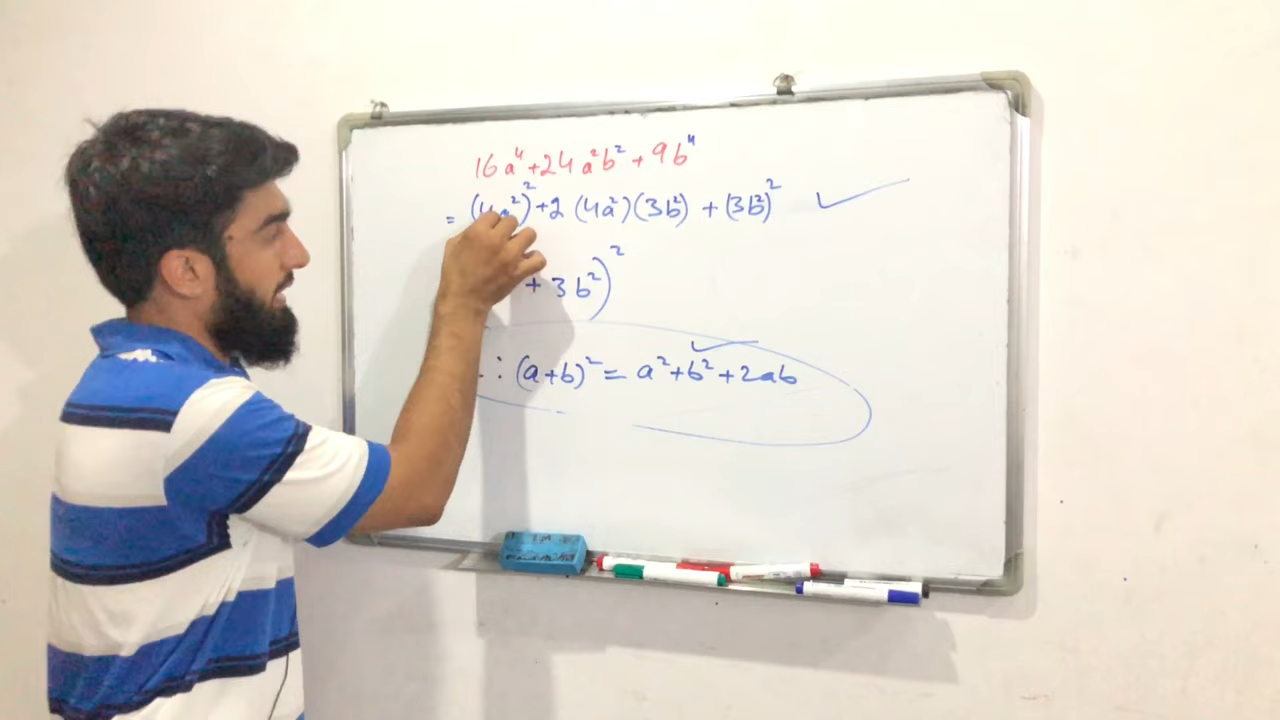 16a⁴+24a²b²+9b⁴
= (4a²)²+2(4a²)(3b²)+(3b²)²
+3b²)²
∴ (a+b)²=a²+b²+2ab